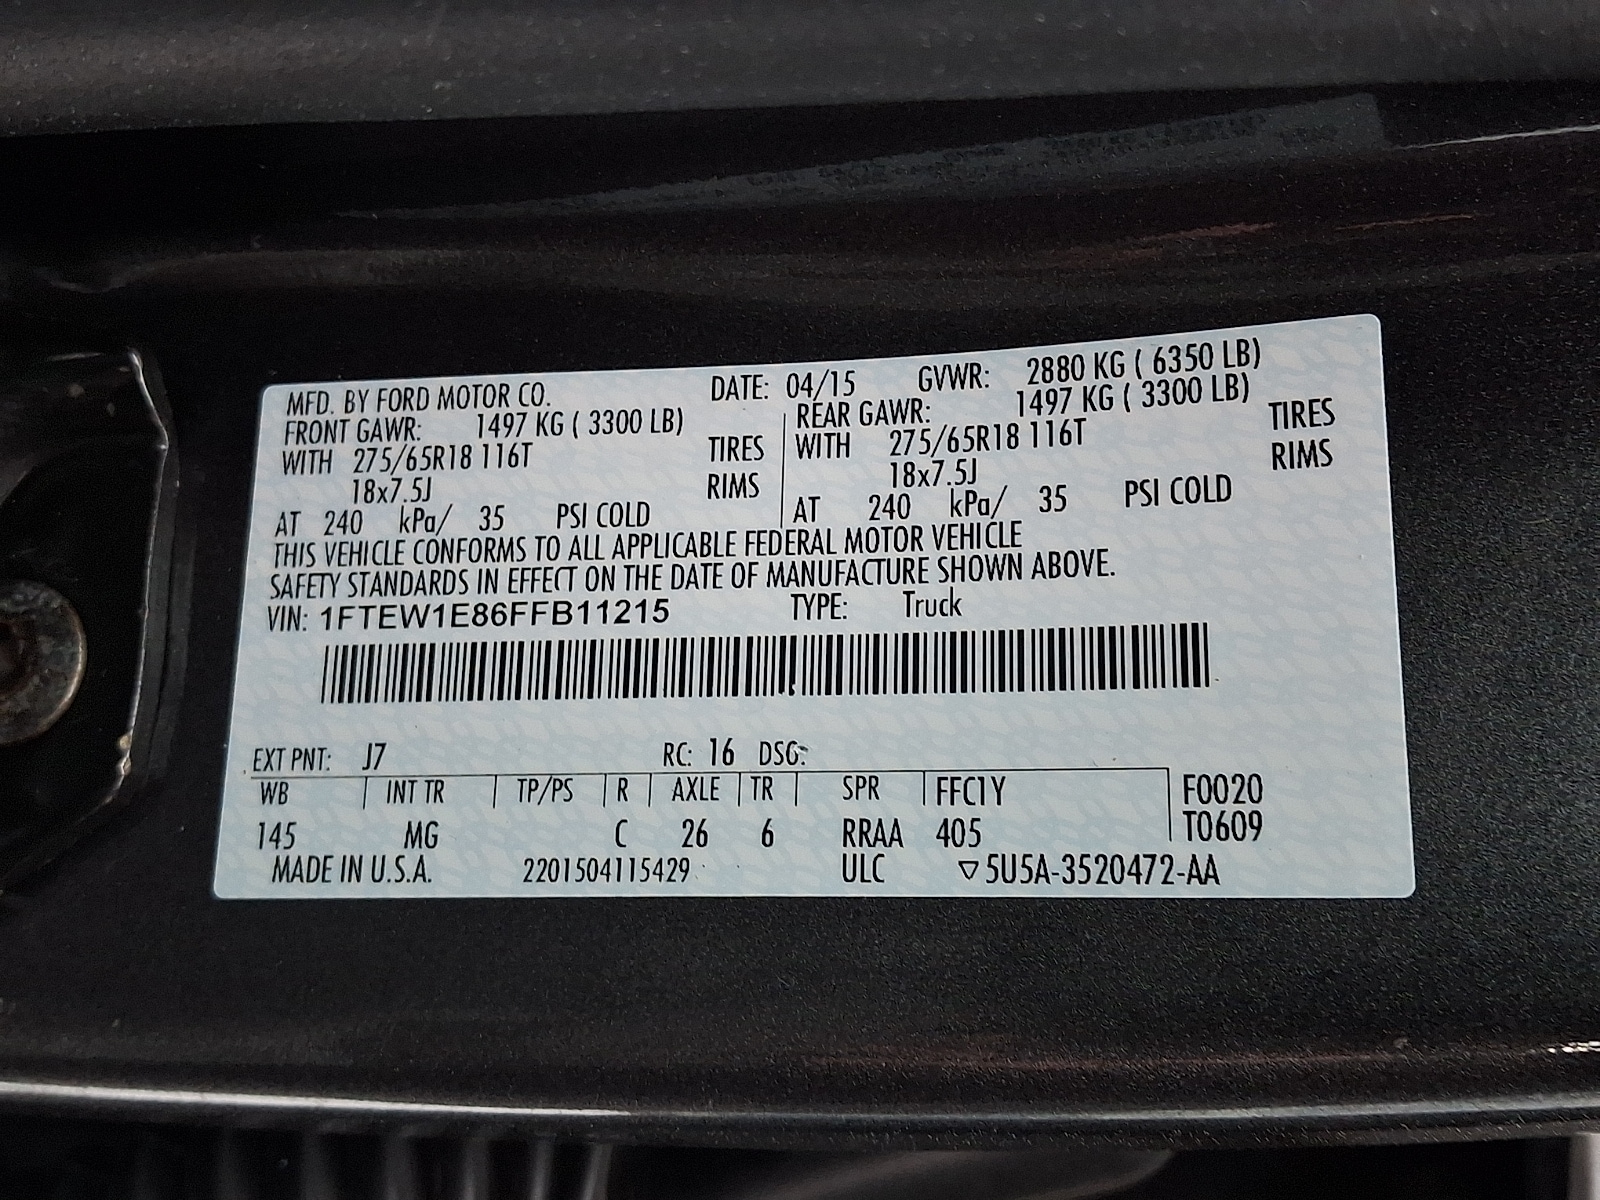 MFD. BY FORD MOTOR CO. DATE: 04/15 GVWR: 2880 KG ( 6350 LB)
FRONT GAWR: 1497 KG ( 3300 LB) REAR GAWR: 1497 KG ( 3300 LB)
WITH 275/65R18 116T TIRES WITH 275/65R18 116T TIRES
18x7.5J RIMS 18x7.5J RIMS
AT 240 kPa/ 35 PSI COLD AT 240 kPa/ 35 PSI COLD
THIS VEHICLE CONFORMS TO ALL APPLICABLE FEDERAL MOTOR VEHICLE
SAFETY STANDARDS IN EFFECT ON THE DATE OF MANUFACTURE SHOWN ABOVE.
VIN: 1FTEW1E86FFB11215 TYPE: Truck
EXT PNT: J7 RC: 16 DSG:
WB INT TR TP/PS R AXLE TR SPR FFC1Y F0020
145 MG C 26 6 RRAA 405 T0609
MADE IN U.S.A. 2201504115429 ULC ▽5U5A-3520472-AA